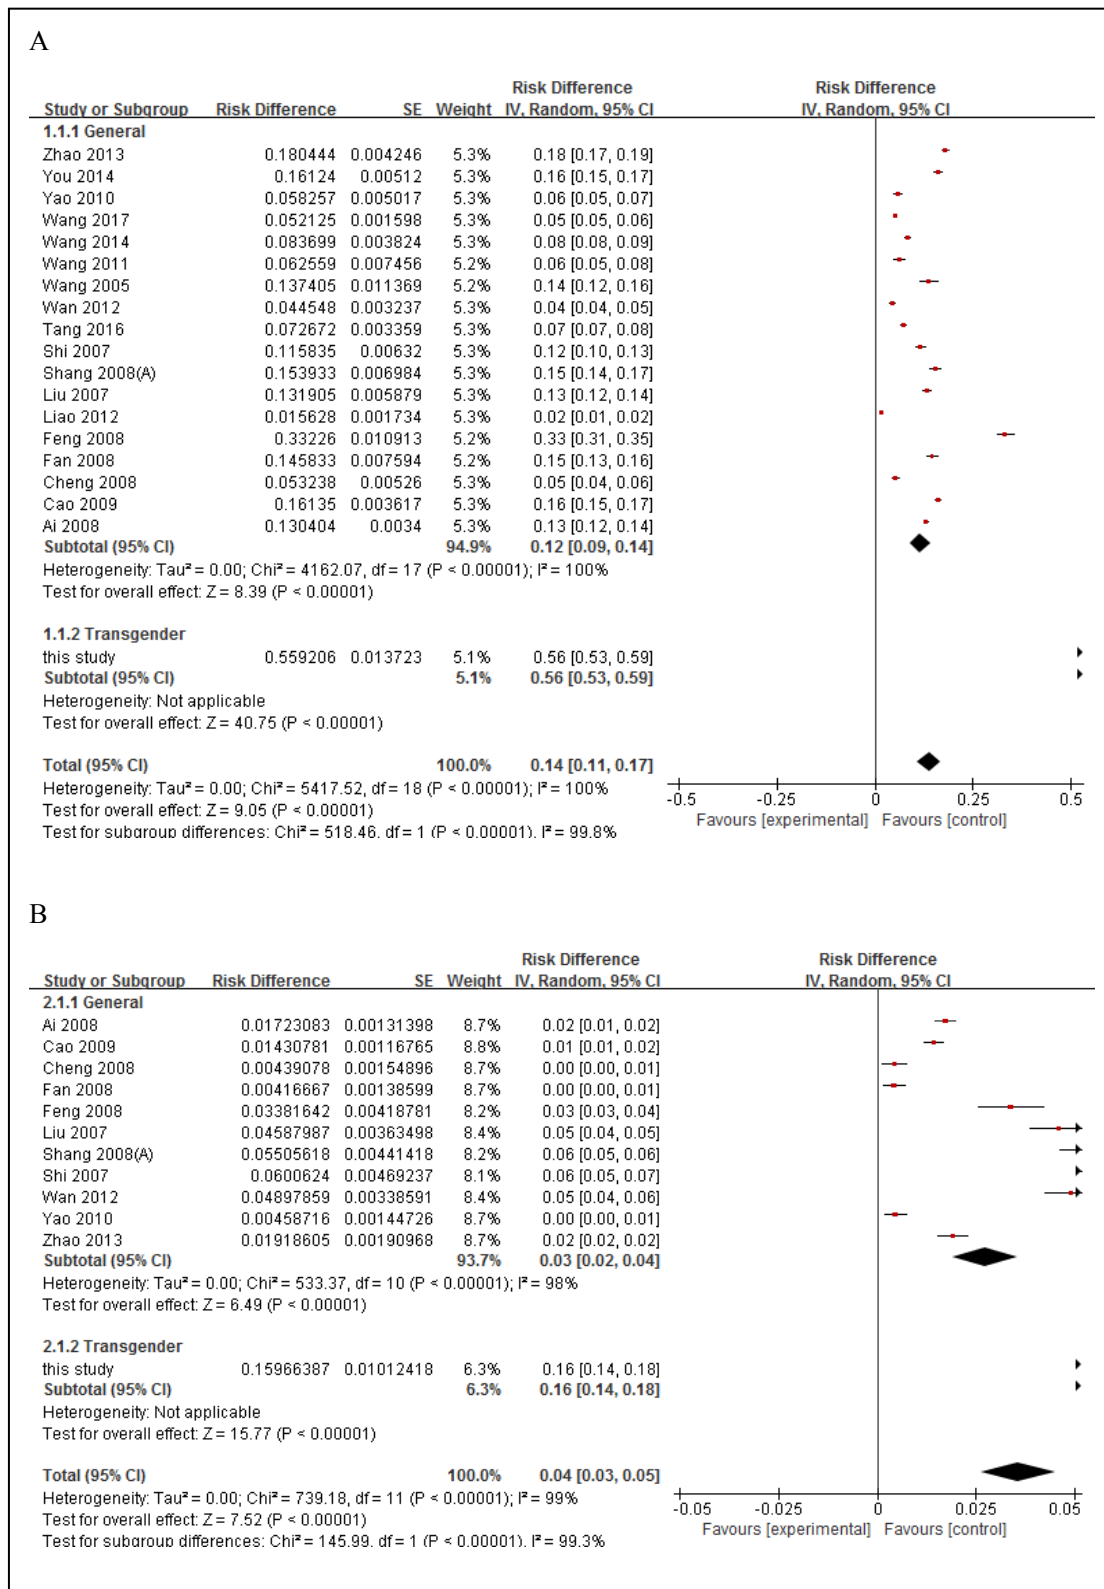 A
Risk Difference Risk Difference
Study or Subgroup Risk Difference SE Weight IV, Random, 95% CI IV, Random, 95% CI
1.1.1 General
Zhao 2013 0.180444 0.004246 5.3% 0.18 [0.17, 0.19]
You 2014 0.16124 0.00512 5.3% 0.16 [0.15, 0.17]
Yao 2010 0.058257 0.005017 5.3% 0.06 [0.05, 0.07]
Wang 2017 0.052125 0.001598 5.3% 0.05 [0.05, 0.06]
Wang 2014 0.083699 0.003824 5.3% 0.08 [0.08, 0.09]
Wang 2011 0.062559 0.007456 5.2% 0.06 [0.05, 0.08]
Wang 2005 0.137405 0.011369 5.2% 0.14 [0.12, 0.16]
Wan 2012 0.044548 0.003237 5.3% 0.04 [0.04, 0.05]
Tang 2016 0.072672 0.003359 5.3% 0.07 [0.07, 0.08]
Shi 2007 0.115835 0.00632 5.3% 0.12 [0.10, 0.13]
Shang 2008(A) 0.153933 0.006984 5.3% 0.15 [0.14, 0.17]
Liu 2007 0.131905 0.005879 5.3% 0.13 [0.12, 0.14]
Liao 2012 0.015628 0.001734 5.3% 0.02 [0.01, 0.02]
Feng 2008 0.33226 0.010913 5.2% 0.33 [0.31, 0.35]
Fan 2008 0.145833 0.007594 5.2% 0.15 [0.13, 0.16]
Cheng 2008 0.053238 0.00526 5.3% 0.05 [0.04, 0.06]
Cao 2009 0.16135 0.003617 5.3% 0.16 [0.15, 0.17]
Ai 2008 0.130404 0.0034 5.3% 0.13 [0.12, 0.14]
Subtotal (95% CI) 94.9% 0.12 [0.09, 0.14]
Heterogeneity: Tau² = 0.00; Chi² = 4162.07, df = 17 (P < 0.00001); I² = 100%
Test for overall effect: Z = 8.39 (P < 0.00001)
1.1.2 Transgender
this study 0.559206 0.013723 5.1% 0.56 [0.53, 0.59]
Subtotal (95% CI) 5.1% 0.56 [0.53, 0.59]
Heterogeneity: Not applicable
Test for overall effect: Z = 40.75 (P < 0.00001)
Total (95% CI) 100.0% 0.14 [0.11, 0.17]
Heterogeneity: Tau² = 0.00; Chi² = 5417.52, df = 18 (P < 0.00001); I² = 100%
Test for overall effect: Z = 9.05 (P < 0.00001)
Test for subgroup differences: Chi² = 518.46, df = 1 (P < 0.00001), I² = 99.8%
-0.5 -0.25 0 0.25 0.5
Favours [experimental] Favours [control]
B
Risk Difference Risk Difference
Study or Subgroup Risk Difference SE Weight IV, Random, 95% CI IV, Random, 95% CI
2.1.1 General
Ai 2008 0.01723083 0.00131398 8.7% 0.02 [0.01, 0.02]
Cao 2009 0.01430781 0.00116765 8.8% 0.01 [0.01, 0.02]
Cheng 2008 0.00439078 0.00154896 8.7% 0.00 [0.00, 0.01]
Fan 2008 0.00416667 0.00138599 8.7% 0.00 [0.00, 0.01]
Feng 2008 0.03381642 0.00418781 8.2% 0.03 [0.03, 0.04]
Liu 2007 0.04587987 0.00363498 8.4% 0.05 [0.04, 0.05]
Shang 2008(A) 0.05505618 0.00441418 8.2% 0.06 [0.05, 0.06]
Shi 2007 0.0600624 0.00469237 8.1% 0.06 [0.05, 0.07]
Wan 2012 0.04897859 0.00338591 8.4% 0.05 [0.04, 0.06]
Yao 2010 0.00458716 0.00144726 8.7% 0.00 [0.00, 0.01]
Zhao 2013 0.01918605 0.00190968 8.7% 0.02 [0.02, 0.02]
Subtotal (95% CI) 93.7% 0.03 [0.02, 0.04]
Heterogeneity: Tau² = 0.00; Chi² = 533.37, df = 10 (P < 0.00001); I² = 98%
Test for overall effect: Z = 6.49 (P < 0.00001)
2.1.2 Transgender
this study 0.15966387 0.01012418 6.3% 0.16 [0.14, 0.18]
Subtotal (95% CI) 6.3% 0.16 [0.14, 0.18]
Heterogeneity: Not applicable
Test for overall effect: Z = 15.77 (P < 0.00001)
Total (95% CI) 100.0% 0.04 [0.03, 0.05]
Heterogeneity: Tau² = 0.00; Chi² = 739.18, df = 11 (P < 0.00001); I² = 99%
Test for overall effect: Z = 7.52 (P < 0.00001)
Test for subgroup differences: Chi² = 145.99, df = 1 (P < 0.00001), I² = 99.3%
-0.05 -0.025 0 0.025 0.05
Favours [experimental] Favours [control]